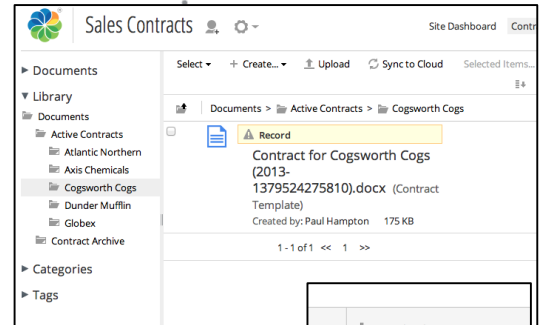 Sales Contracts
Site Dashboard
Select + Create... Upload Sync to Cloud Selected Items...
Documents
Library
Documents
Active Contracts
Atlantic Northern
Axis Chemicals
Cogsworth Cogs
Dunder Mufflin
Globex
Contract Archive
Categories
Tags
Documents > Active Contracts > Cogsworth Cogs
Record
Contract for Cogsworth Cogs
(2013-
1379524275810).docx (Contract
Template)
Created by: Paul Hampton 175 KB
1 - 1 of 1 << 1 >>